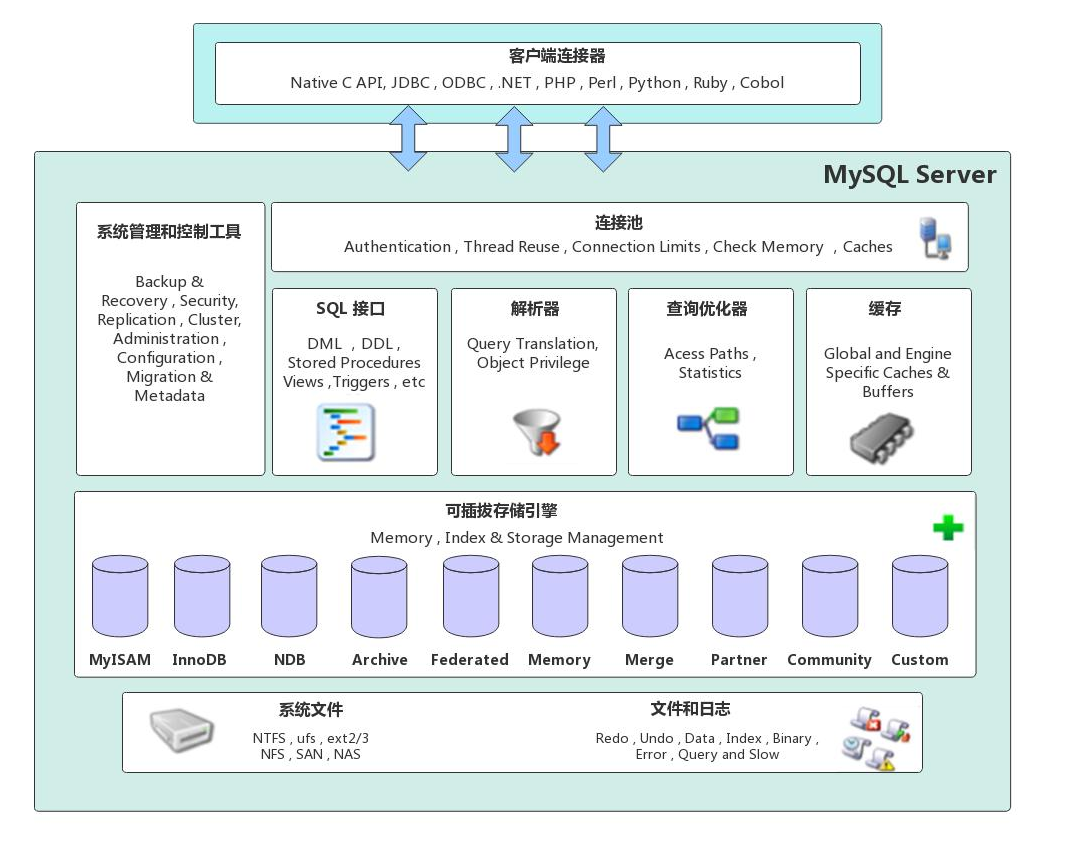 客户端连接器
Native C API, JDBC , ODBC , .NET , PHP , Perl , Python , Ruby , Cobol
MySQL Server
系统管理和控制工具
Backup &
Recovery , Security,
Replication , Cluster,
Administration ,
Configuration ,
Migration &
Metadata
连接池
Authentication , Thread Reuse , Connection Limits , Check Memory , Caches
SQL 接口
DML , DDL ,
Stored Procedures
Views ,Triggers , etc
解析器
Query Translation,
Object Privilege
查询优化器
Acess Paths ,
Statistics
缓存
Global and Engine
Specific Caches &
Buffers
可插拔存储引擎
Memory , Index & Storage Management
MyISAM
InnoDB
NDB
Archive
Federated
Memory
Merge
Partner
Community
Custom
系统文件
NTFS , ufs , ext2/3
NFS , SAN , NAS
文件和日志
Redo , Undo , Data , Index , Binary ,
Error , Query and Slow